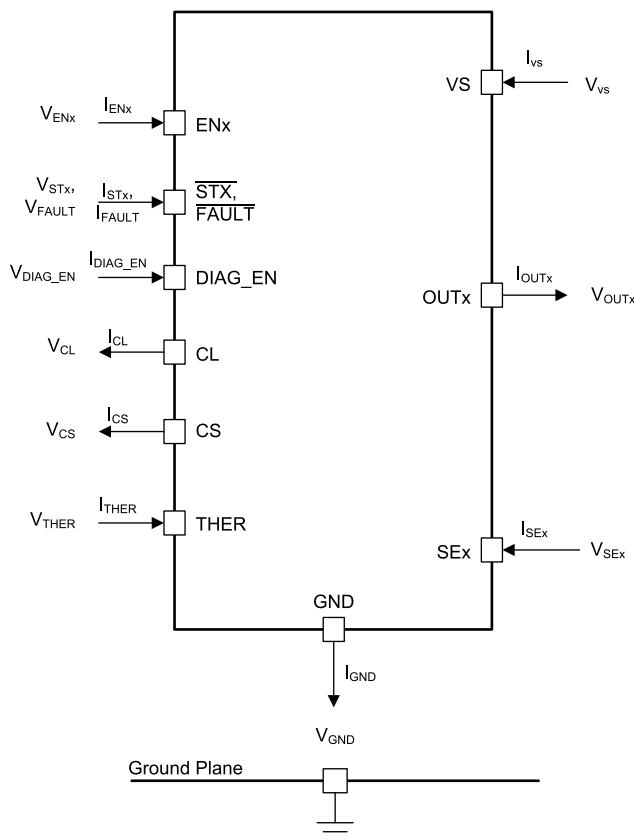 I_vs
VS
V_vs
V_ENx
I_ENx
ENx
V_STx,
I_STx,
STX,
V_FAULT
I_FAULT
FAULT
V_DIAG_EN
I_DIAG_EN
DIAG_EN
I_OUTx
OUTx
V_OUTx
V_CL
I_CL
CL
V_CS
I_CS
CS
V_THER
I_THER
THER
I_SEx
SEx
V_SEx
GND
I_GND
V_GND
Ground Plane